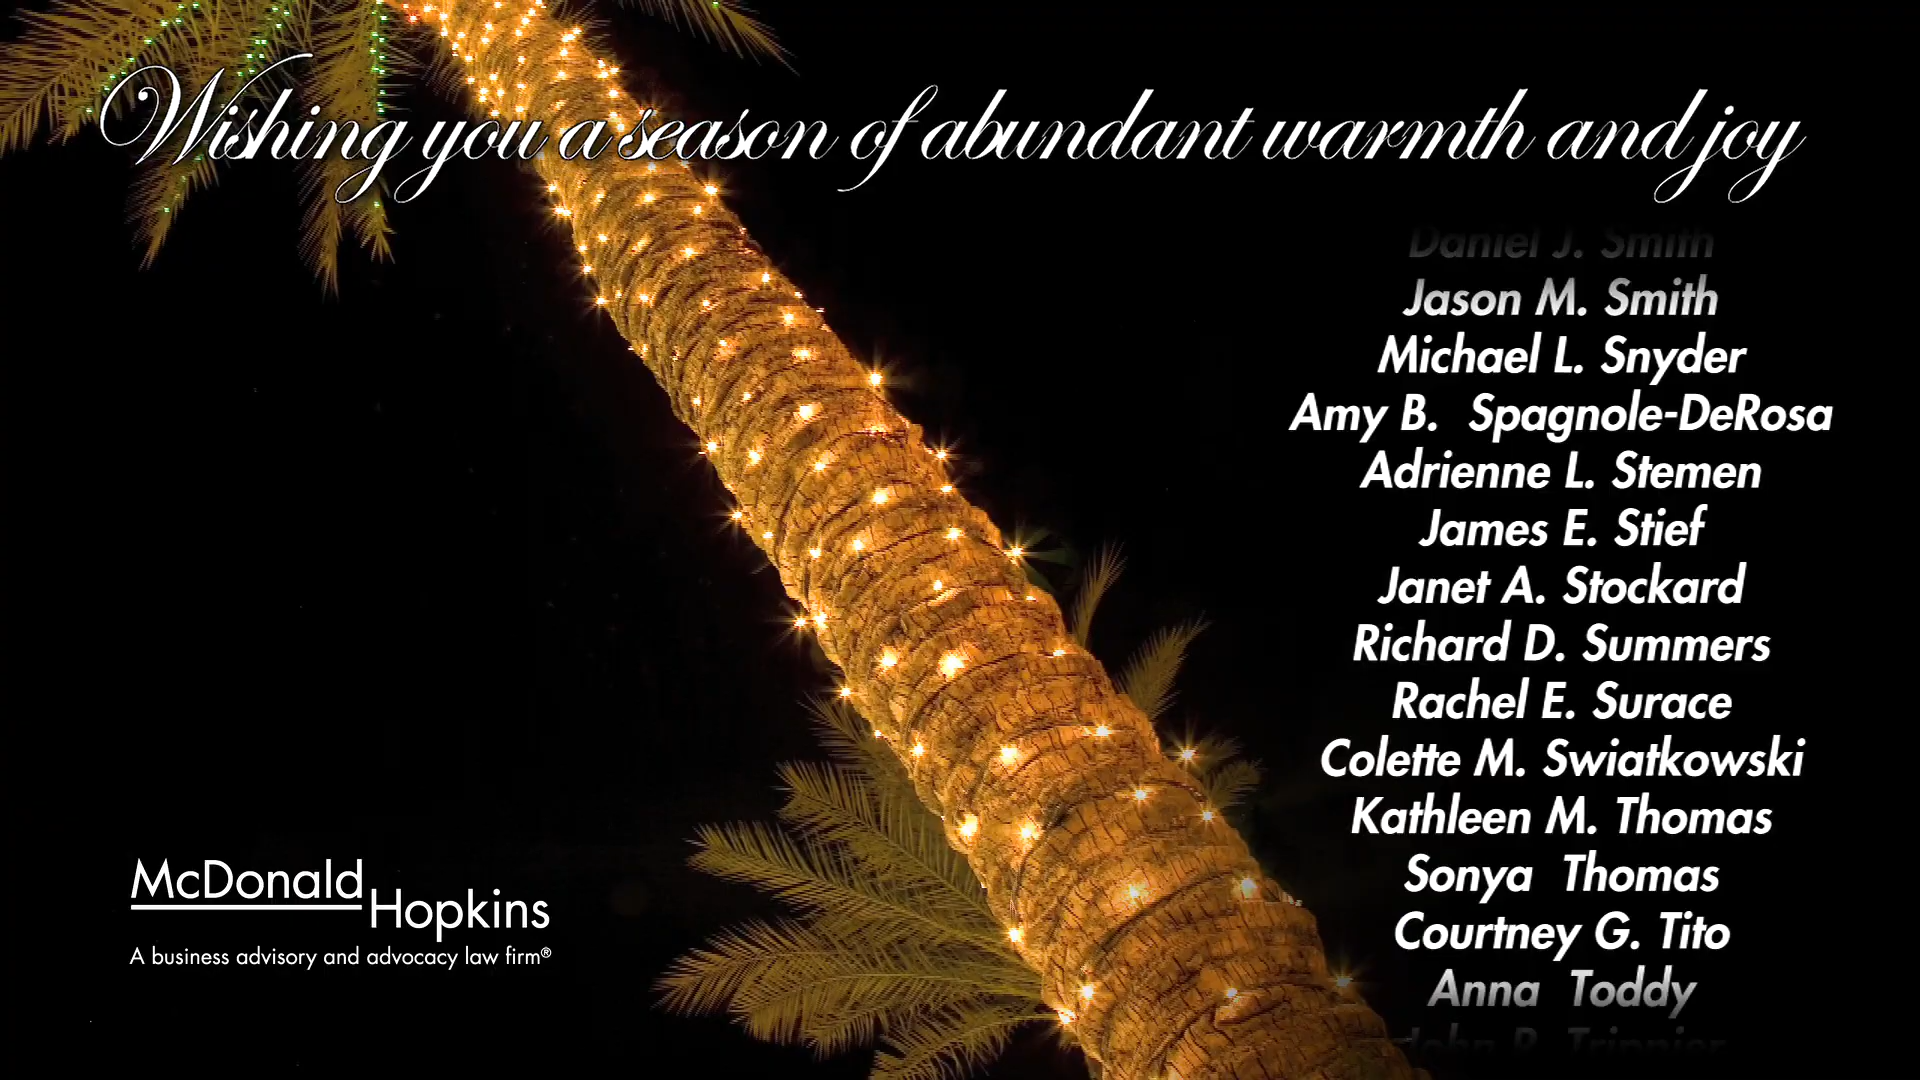 Wishing you a season of abundant warmth and joy
Daniel J. Smith
Jason M. Smith
Michael L. Snyder
Amy B.  Spagnole-DeRosa
Adrienne L. Stemen
James E. Stief
Janet A. Stockard
Richard D. Summers
Rachel E. Surace
Colette M. Swiatkowski
Kathleen M. Thomas
Sonya  Thomas
Courtney G. Tito
Anna  Toddy
McDonald
Hopkins
A business advisory and advocacy law firm®